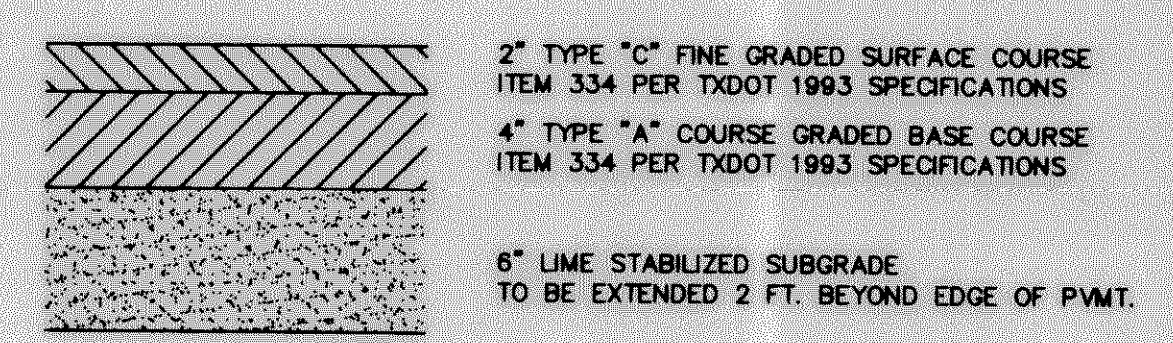 2" TYPE "C" FINE GRADED SURFACE COURSE
ITEM 334 PER TXDOT 1993 SPECIFICATIONS
4" TYPE "A" COURSE GRADED BASE COURSE
ITEM 334 PER TXDOT 1993 SPECIFICATIONS
6" LIME STABILIZED SUBGRADE
TO BE EXTENDED 2 FT. BEYOND EDGE OF PVMT.